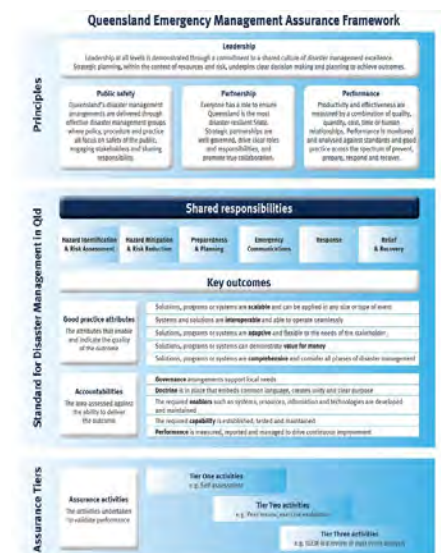 Queensland Emergency Management Assurance Framework
Principles
Leadership
Leadership at all levels is demonstrated through a commitment to a shared culture of disaster management excellence.
Strategic planning, within the context of resources and risk, underpins clear decision making and planning to achieve outcomes.
Public safety
Queensland's disaster management
arrangements are delivered through
effective disaster management groups
where policy, procedure and practice
all focus on safety of the public,
engaging stakeholders and sharing
responsibility.
Partnership
Everyone has a role to ensure
Queensland is the most
disaster resilient State.
Strategic partnerships are
well governed, drive clear roles
and responsibilities, and
promote true collaboration.
Performance
Productivity and effectiveness are
measured by a combination of quality,
quantity, cost, time or human
relationships. Performance is monitored
and analysed against standards and good
practice across the spectrum of prevent,
prepare, respond and recover.
Standard for Disaster Management in Qld
Shared responsibilities
Hazard Identification
& Risk Assessment
Hazard Mitigation
& Risk Reduction
Preparedness
& Planning
Emergency
Communications
Response
Relief
& Recovery
Key outcomes
Good practice attributes
The attributes that enable
and indicate the quality
of the outcome
Solutions, programs or systems are scalable and can be applied to any size or type of event
Systems and solutions are interoperable and able to operate seamlessly
Solutions, programs or systems are adaptive and flexible to the needs of the stakeholder
Solutions, programs or systems can demonstrate value for money
Solutions, programs or systems are comprehensive and consider all phases of disaster management
Accountabilities
The area assessed against
the ability to deliver
the outcome
Governance arrangements support local needs
Doctrine is in place that embeds common language, creates unity and clear purpose
The required enablers such as systems, resources, information and technologies are developed
and maintained
The required capability is established, tested and maintained
Performance is measured, reported and managed to drive continuous improvement
Assurance Tiers
Assurance activities
The activities undertaken
to validate performance
Tier One activities
e.g. Self assessment
Tier Two activities
e.g. Peer review, exercise evaluation
Tier Three activities
e.g. IGEM